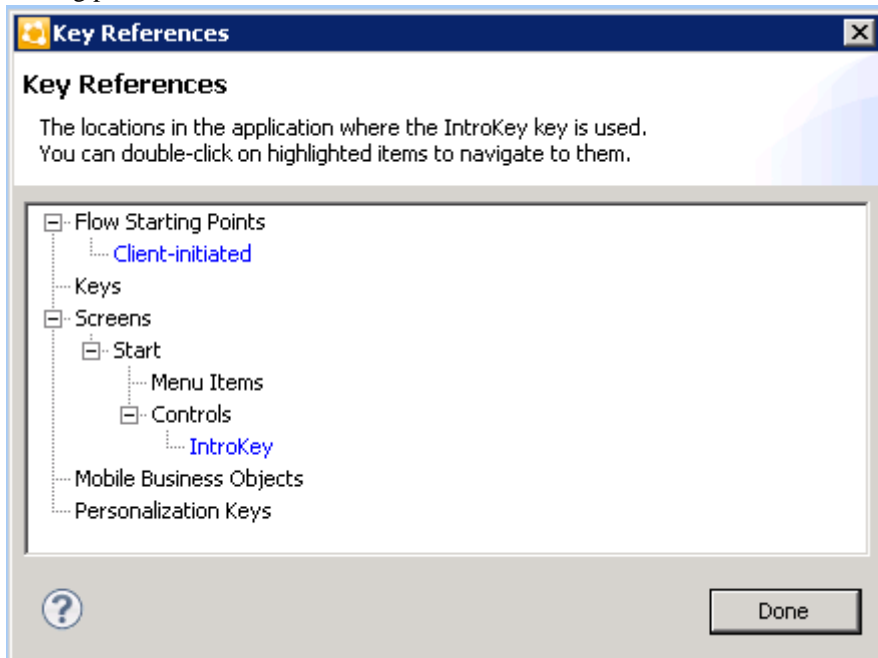 Key References
Key References
The locations in the application where the IntroKey key is used.
You can double-click on highlighted items to navigate to them.
Flow Starting Points
Client-initiated
Keys
Screens
Start
Menu Items
Controls
IntroKey
Mobile Business Objects
Personalization Keys
?
Done